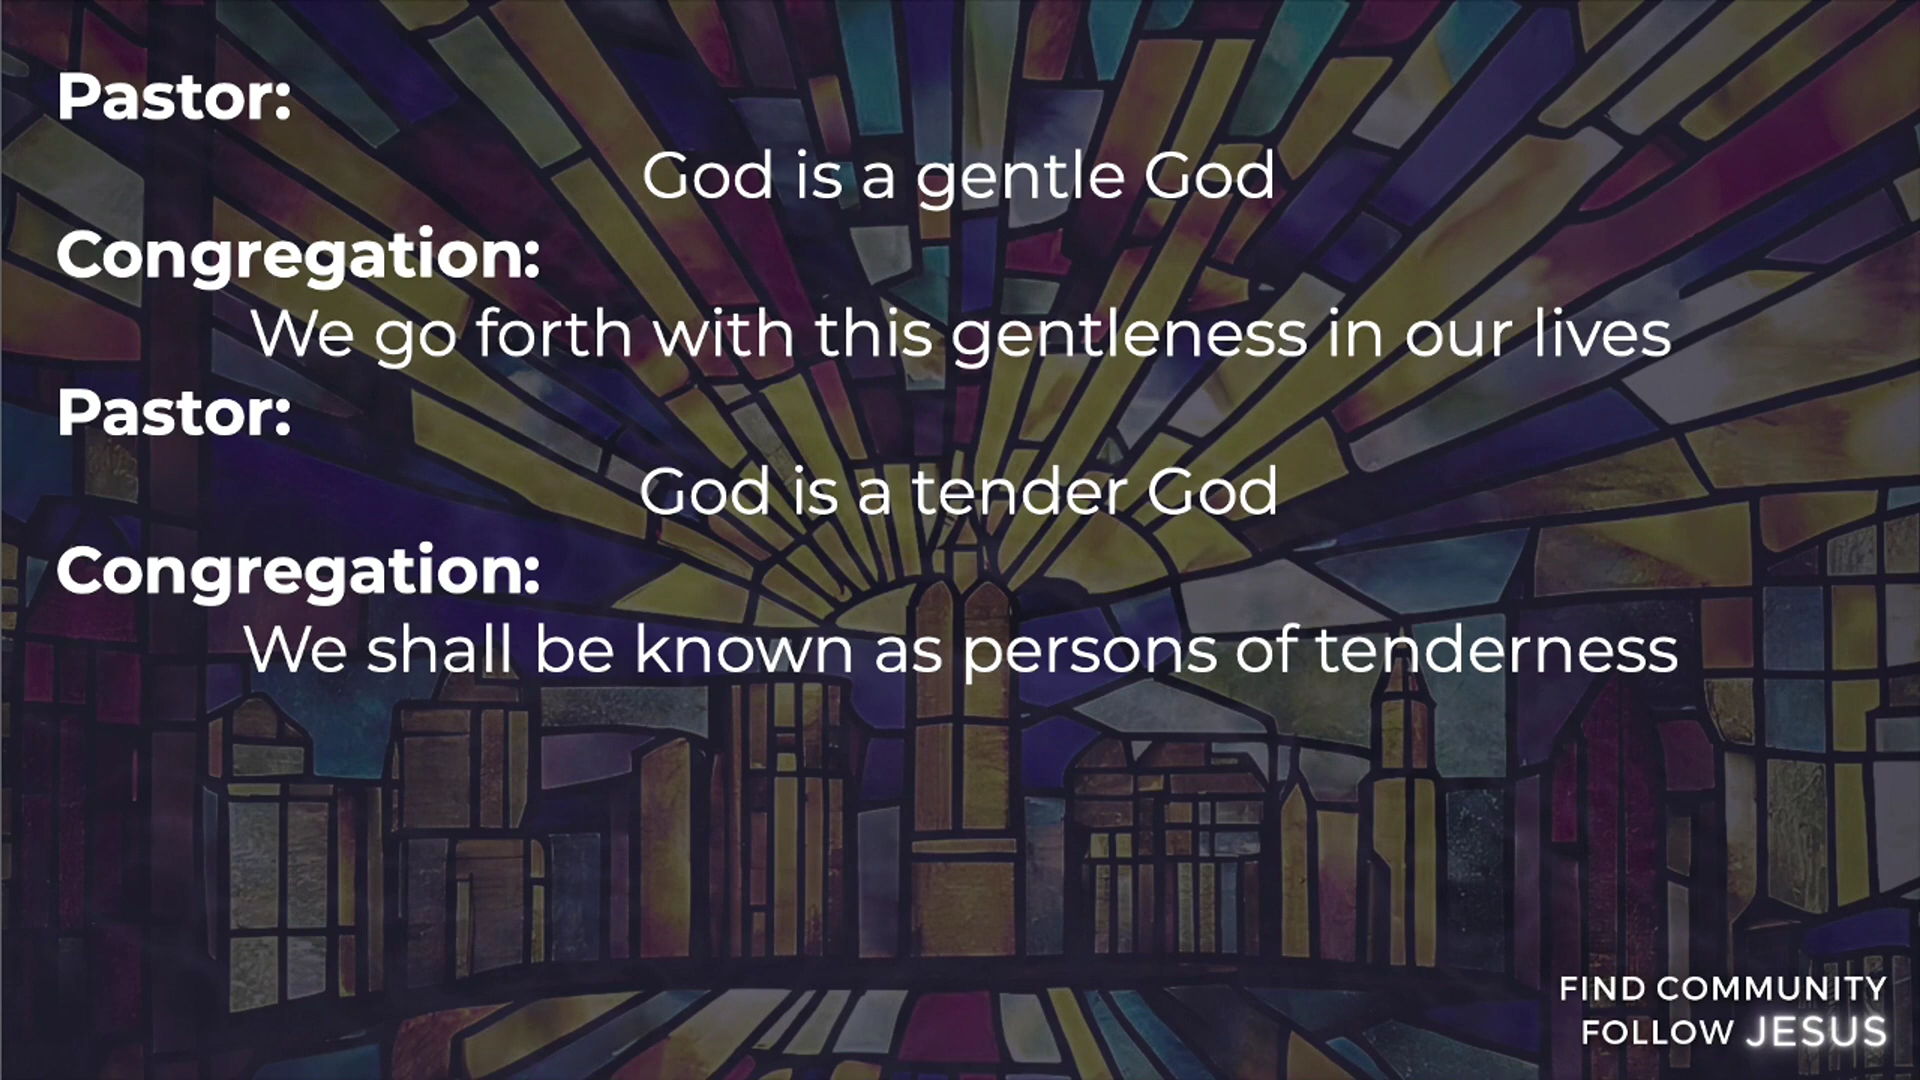 Pastor:
God is a gentle God
Congregation:
We go forth with this gentleness in our lives
Pastor:
God is a tender God
Congregation:
We shall be known as persons of tenderness
FIND COMMUNITY
FOLLOW JESUS